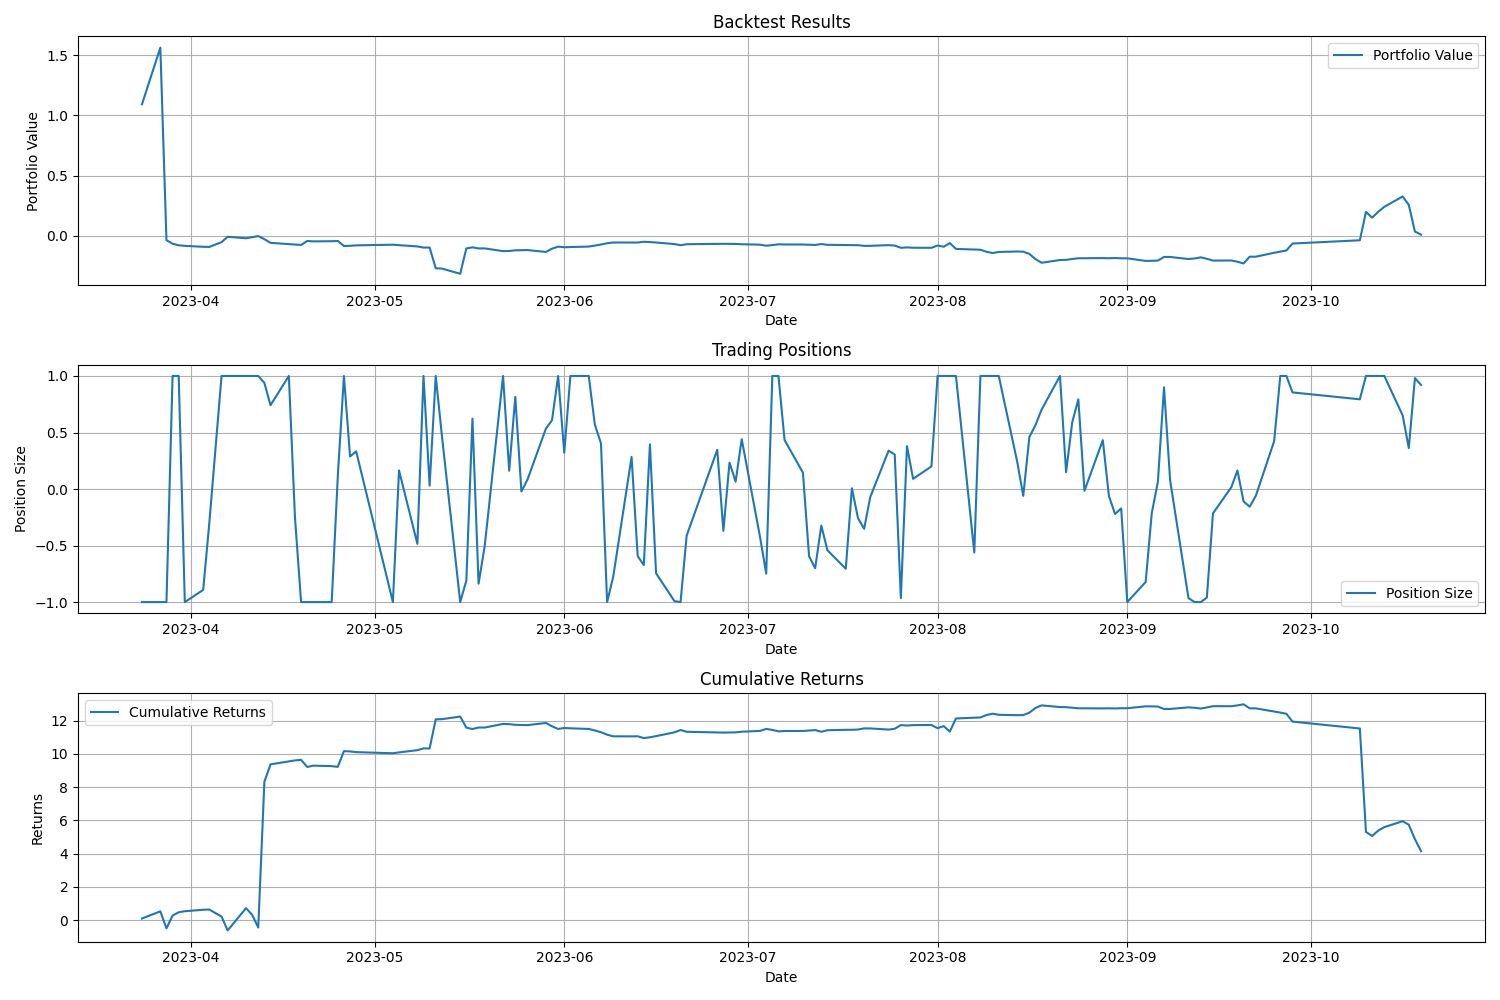 Backtest Results
Portfolio Value
1.5
1.0
0.5
0.0
Portfolio Value
2023-04 2023-05 2023-06 2023-07 2023-08 2023-09 2023-10
Date
Trading Positions
Position Size
1.0
0.5
0.0
−0.5
−1.0
Position Size
2023-04 2023-05 2023-06 2023-07 2023-08 2023-09 2023-10
Date
Cumulative Returns
Cumulative Returns
Returns
12
10
8
6
4
2
0
2023-04 2023-05 2023-06 2023-07 2023-08 2023-09 2023-10
Date